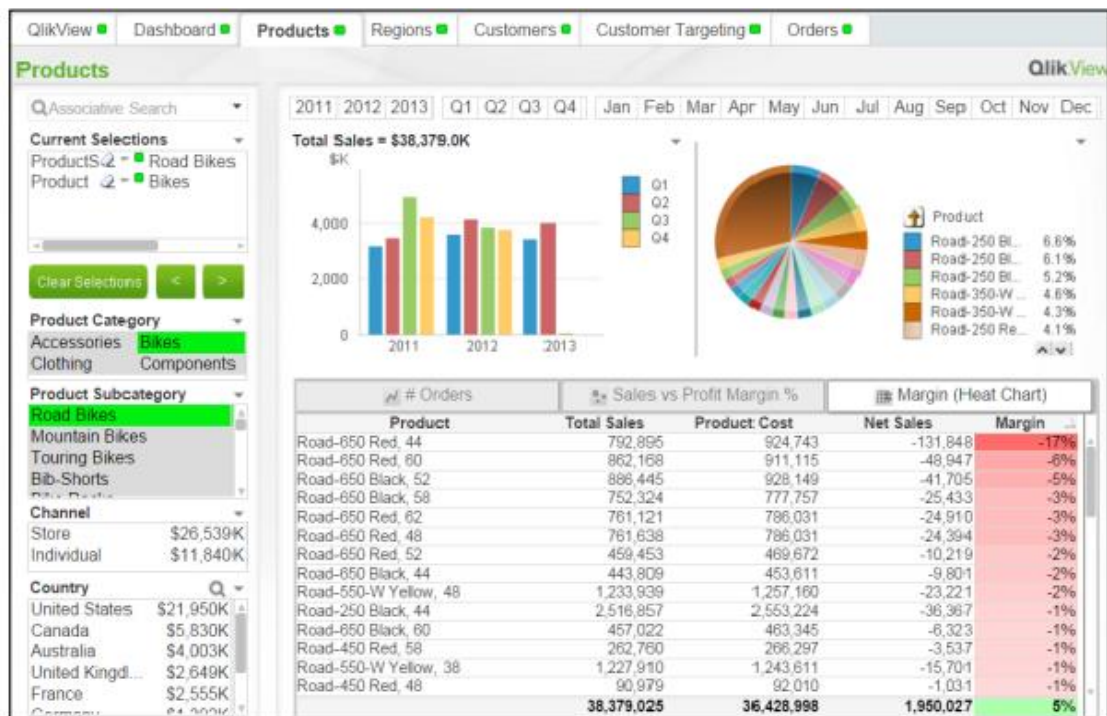 QlikView Dashboard Products Regions Customers Customer Targeting Orders
Products
QlikView
Associative Search
2011 2012 2013 Q1 Q2 Q3 Q4 Jan Feb Mar Apr May Jun Jul Aug Sep Oct Nov Dec
Current Selections
ProductS Road Bikes
Product Bikes
Clear Selections < >
Product Category
Accessories Bikes
Clothing Components
Product Subcategory
Road Bikes
Mountain Bikes
Touring Bikes
Bib-Shorts
Channel
Store $26,539K
Individual $11,840K
Country
United States $21,950K
Canada $5,830K
Australia $4,003K
United Kingd... $2,649K
France $2,555K
Total Sales = $38,379.0K
$K
4,000
2,000
0
2011 2012 2013
Q1
Q2
Q3
Q4
Product
Road-250 Bl... 6.6%
Road-250 Bl... 6.1%
Road-250 Bl... 5.2%
Road-350-W ... 4.6%
Road-350-W ... 4.3%
Road-250 Re... 4.1%
# Orders Sales vs Profit Margin % Margin (Heat Chart)
Product Total Sales Product Cost Net Sales Margin
Road-650 Red, 44 792,895 924,743 -131,848 -17%
Road-650 Red, 60 862,168 911,115 -48,947 -6%
Road-650 Black, 52 886,445 928,149 -41,705 -5%
Road-650 Black, 58 752,324 777,757 -25,433 -3%
Road-650 Red, 62 761,121 786,031 -24,910 -3%
Road-650 Red, 48 761,638 786,031 -24,394 -3%
Road-650 Red, 52 459,453 469,672 -10,219 -2%
Road-650 Black, 44 443,809 453,611 -9,801 -2%
Road-550-W Yellow, 48 1,233,939 1,257,160 -23,221 -2%
Road-250 Black, 44 2,516,857 2,553,224 -36,367 -1%
Road-650 Black, 60 457,022 463,345 -6,323 -1%
Road-450 Red, 58 262,760 266,297 -3,537 -1%
Road-550-W Yellow, 38 1,227,910 1,243,611 -15,701 -1%
Road-450 Red, 48 90,979 92,010 -1,031 -1%
38,379,025 36,428,998 1,950,027 5%